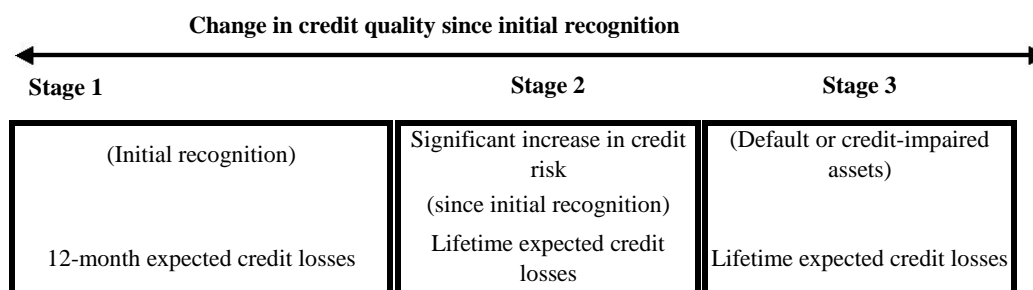 Change in credit quality since initial recognition
Stage 1
Stage 2
Stage 3
(Initial recognition)
12-month expected credit losses
Significant increase in credit
risk
(since initial recognition)
Lifetime expected credit
losses
(Default or credit-impaired
assets)
Lifetime expected credit losses